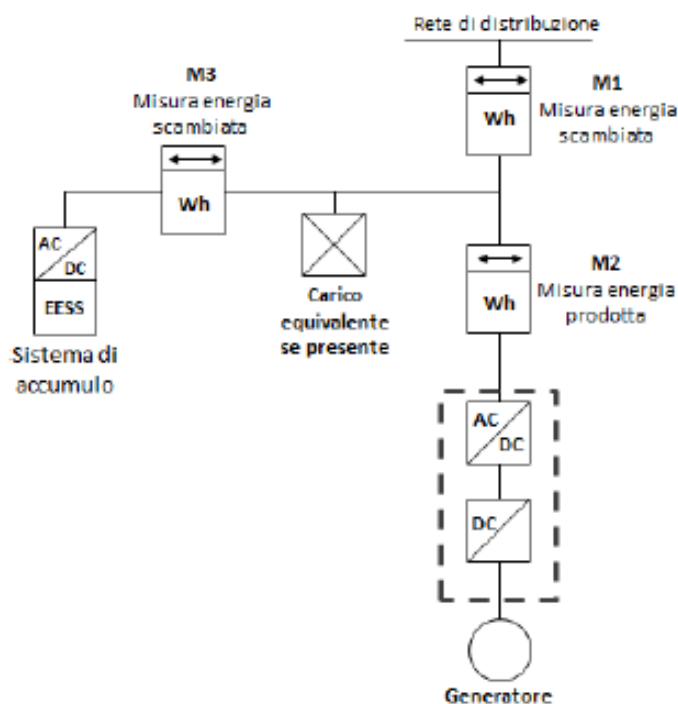 Rete di distribuzione
M1
Misura energia
scambiata
Wh
M3
Misura energia
scambiata
Wh
AC
DC
EESS
Sistema di
accumulo
Carico
equivalente
se presente
M2
Misura energia
prodotta
Wh
AC
DC
DC
Generatore